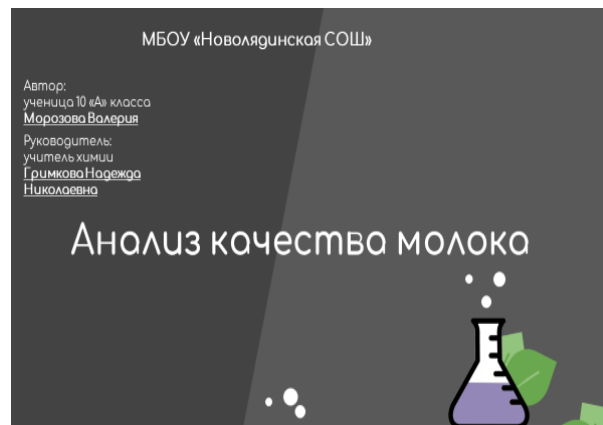 МБОУ «Новолядинская СОШ»
Автор:
ученица 10 «А» класса
Морозова Валерия
Руководитель:
учитель химии
Гримкова Надежда
Николаевна
Анализ качества молока